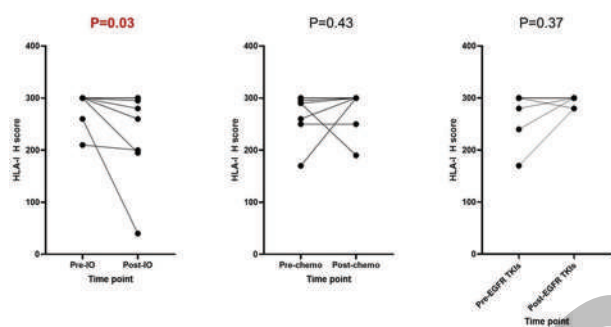 P=0.03
P=0.43
P=0.37
HLA-I H score
400
300
200
100
0
Pre-IO
Post-IO
Time point
HLA-I H score
400
300
200
100
0
Pre-chemo
Post-chemo
Time point
HLA-I H score
400
300
200
100
0
Pre-EGFR TKIs
Post-EGFR TKIs
Time point